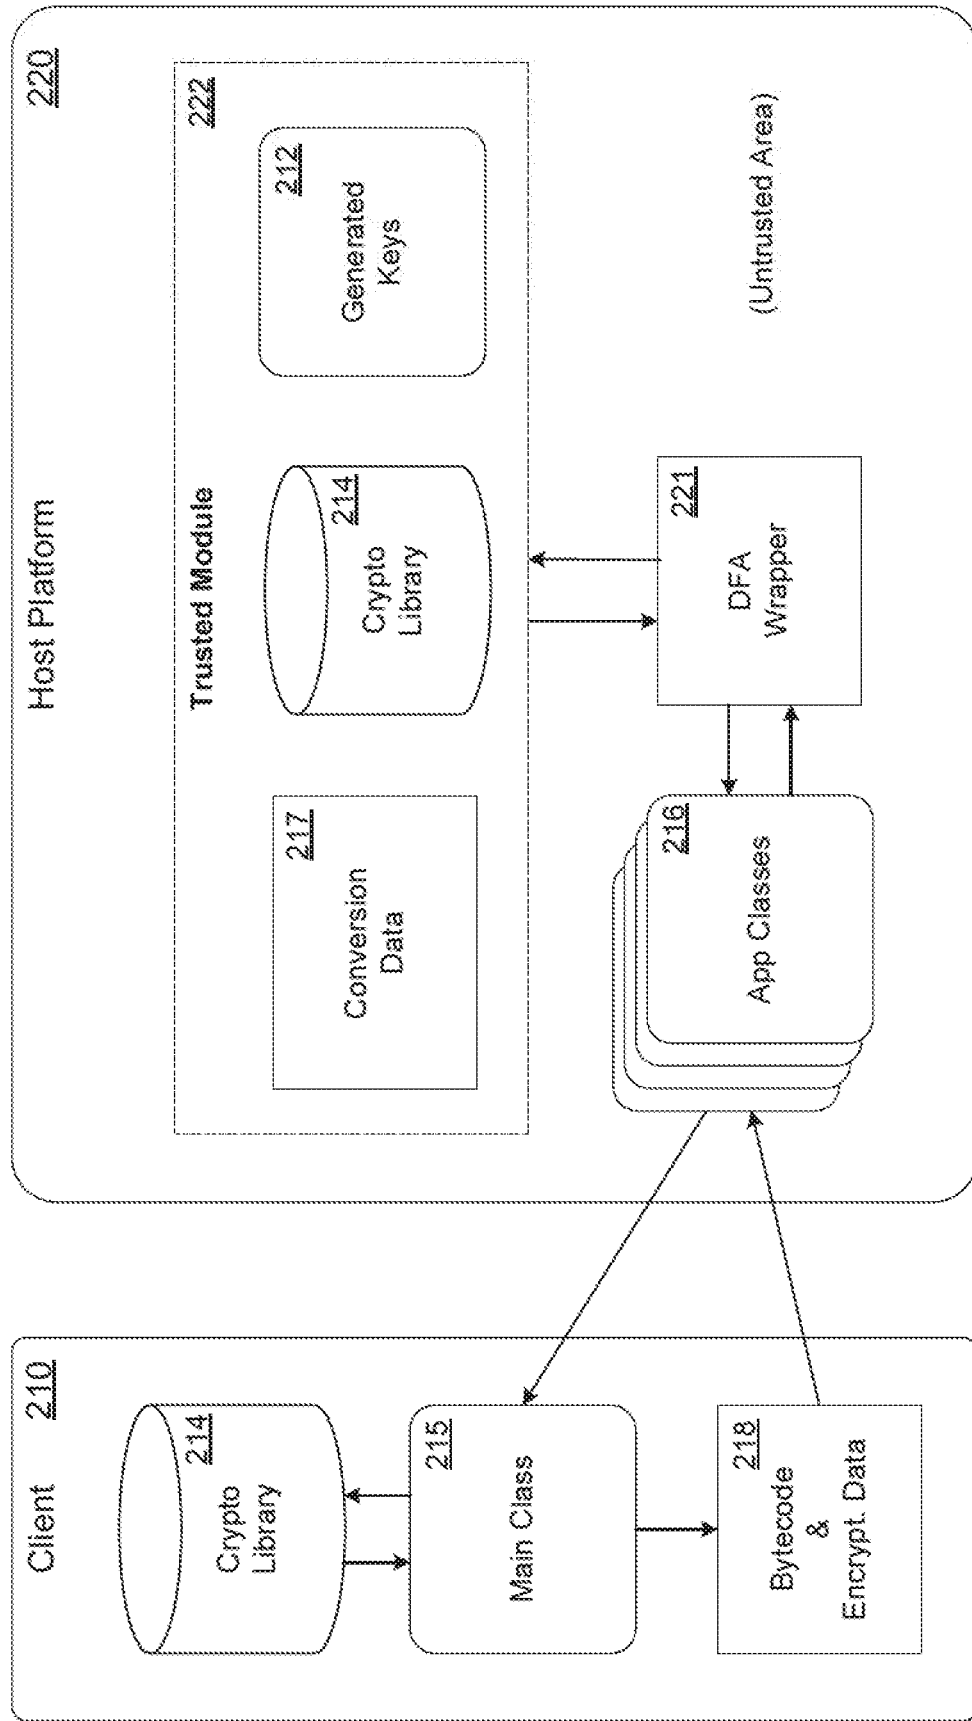 Client
210
214
Crypto
Library
215
Main Class
218
Bytecode
&
Encrypt. Data
Host Platform
220
Trusted Module
222
217
Conversion
Data
214
Crypto
Library
212
Generated
Keys
216
App Classes
221
DFA
Wrapper
(Untrusted Area)